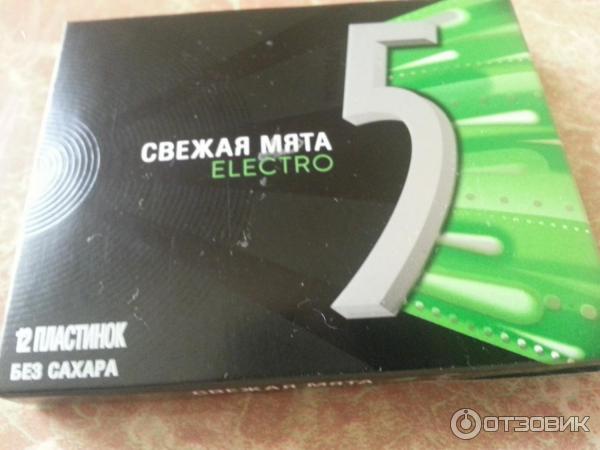 5
СВЕЖАЯ МЯТА
ELECTRO
12 ПЛАСТИНОК
БЕЗ САХАРА
СВЕЖАЯ МЯТА
ОТЗОВИК